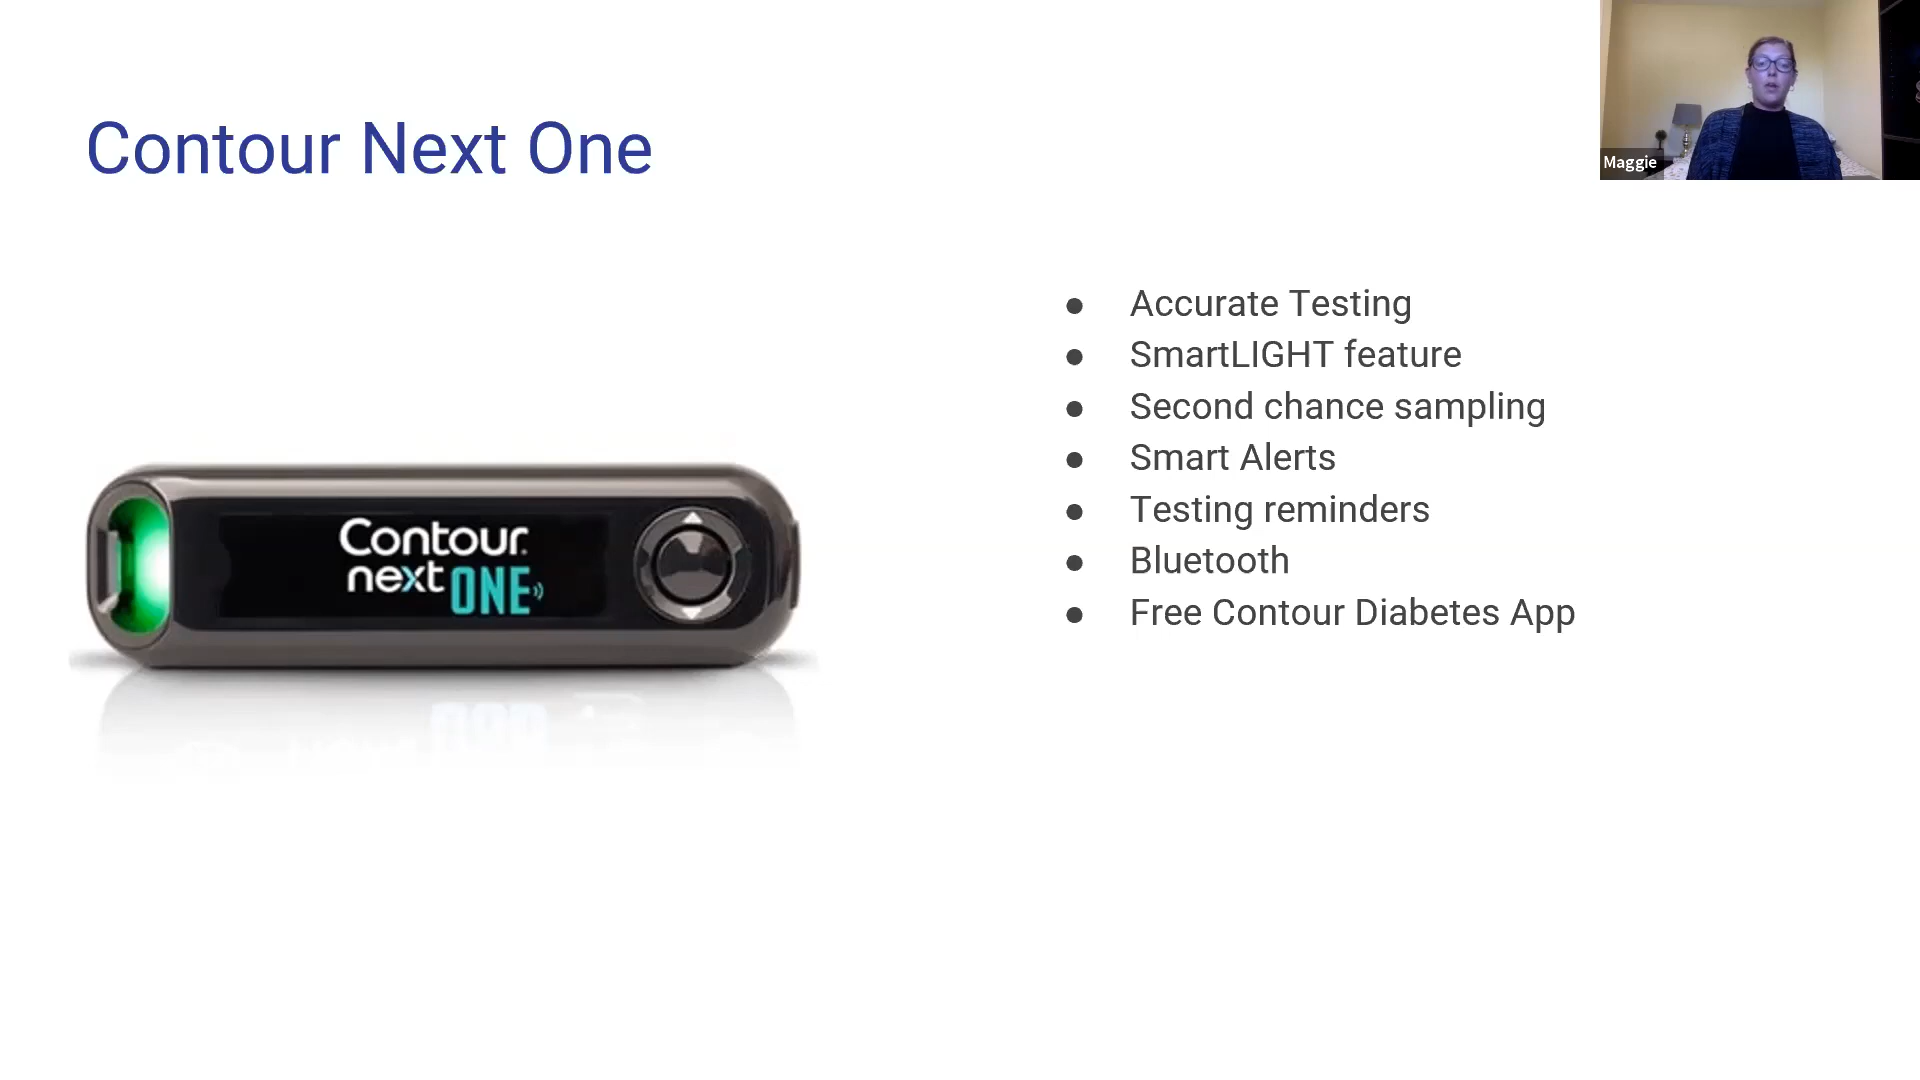 Contour Next One
Maggie
● Accurate Testing
● SmartLIGHT feature
● Second chance sampling
● Smart Alerts
● Testing reminders
● Bluetooth
● Free Contour Diabetes App
Contour
next ONE